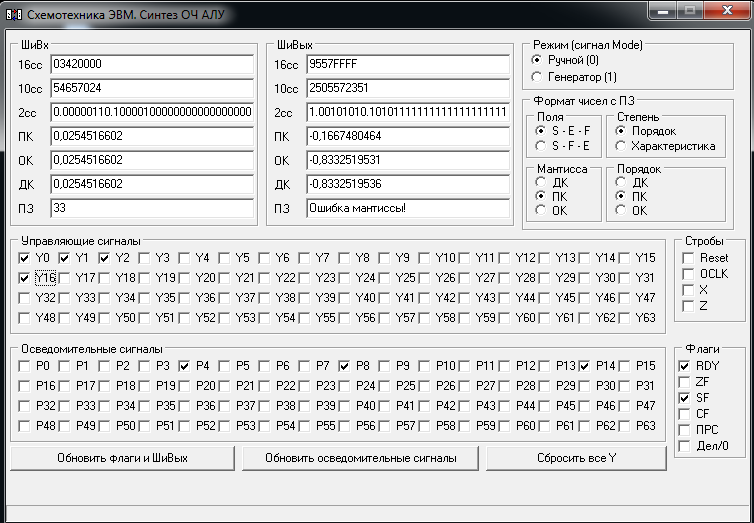 Схемотехника ЭВМ. Синтез ОЧ АЛУ
ШиВх
16сс 03420000
10сс 54657024
2сс 0.00000110.10000100000000000000000
ПК 0,0254516602
ОК 0,0254516602
ДК 0,0254516602
ПЗ 33
ШиВых
9557FFFF
16сс
10сс 2505572351
2сс 1.00101010.10101111111111111111111
ПК -0,1667480464
ОК -0,8332519531
ДК -0,8332519536
ПЗ Ошибка мантиссы!
Режим (сигнал Mode)
Ручной (0)
Генератор (1)
Формат чисел с ПЗ
Поля
S - E - F
S - F - E
Степень
Порядок
Характеристика
Мантисса
ДК
ПК
ОК
Порядок
ДК
ПК
ОК
Управляющие сигналы
Y0 Y1 Y2 Y3 Y4 Y5 Y6 Y7 Y8 Y9 Y10 Y11 Y12 Y13 Y14 Y15
Y16 Y17 Y18 Y19 Y20 Y21 Y22 Y23 Y24 Y25 Y26 Y27 Y28 Y29 Y30 Y31
Y32 Y33 Y34 Y35 Y36 Y37 Y38 Y39 Y40 Y41 Y42 Y43 Y44 Y45 Y46 Y47
Y48 Y49 Y50 Y51 Y52 Y53 Y54 Y55 Y56 Y57 Y58 Y59 Y60 Y61 Y62 Y63
Стробы
Reset
OCLK
X
Z
Осведомительные сигналы
P0 P1 P2 P3 P4 P5 P6 P7 P8 P9 P10 P11 P12 P13 P14 P15
P16 P17 P18 P19 P20 P21 P22 P23 P24 P25 P26 P27 P28 P29 P30 P31
P32 P33 P34 P35 P36 P37 P38 P39 P40 P41 P42 P43 P44 P45 P46 P47
P48 P49 P50 P51 P52 P53 P54 P55 P56 P57 P58 P59 P60 P61 P62 P63
Флаги
RDY
ZF
SF
CF
ПРС
Дел/0
Обновить флаги и ШиВых
Обновить осведомительные сигналы
Сбросить все Y